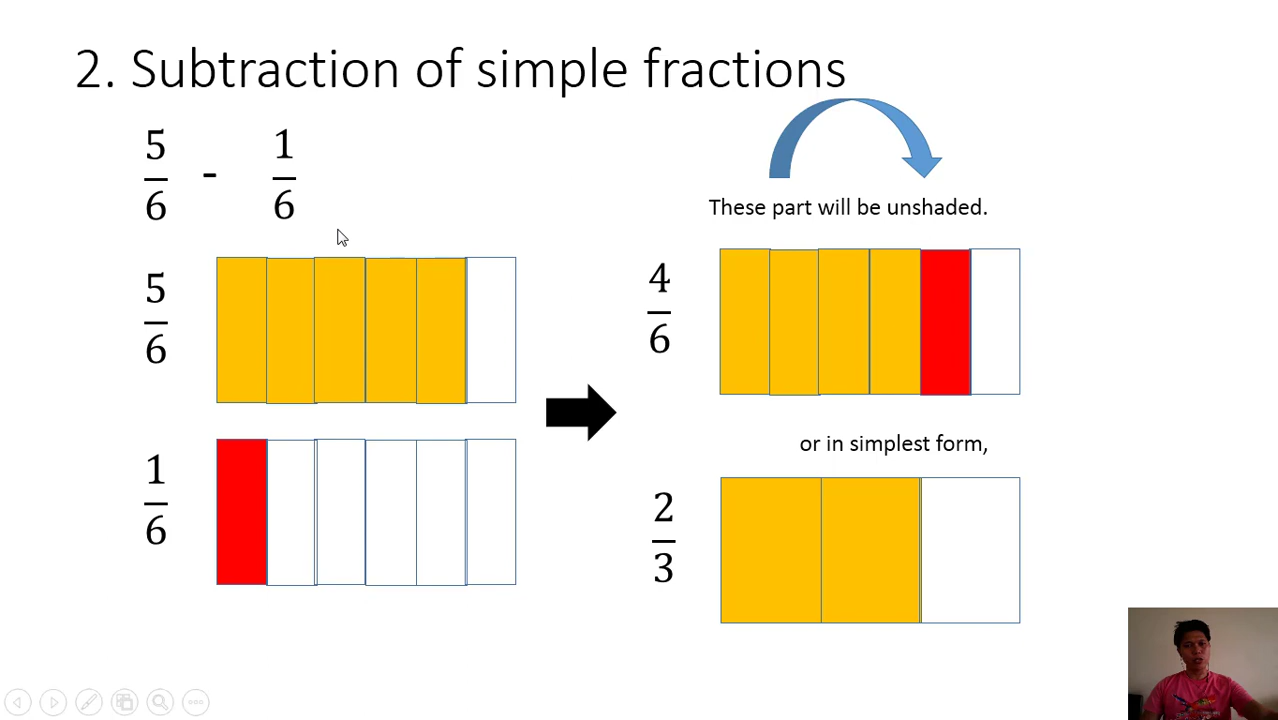 2. Subtraction of simple fractions
5/6 - 1/6
These part will be unshaded.
5/6
4/6
or in simplest form,
1/6
2/3